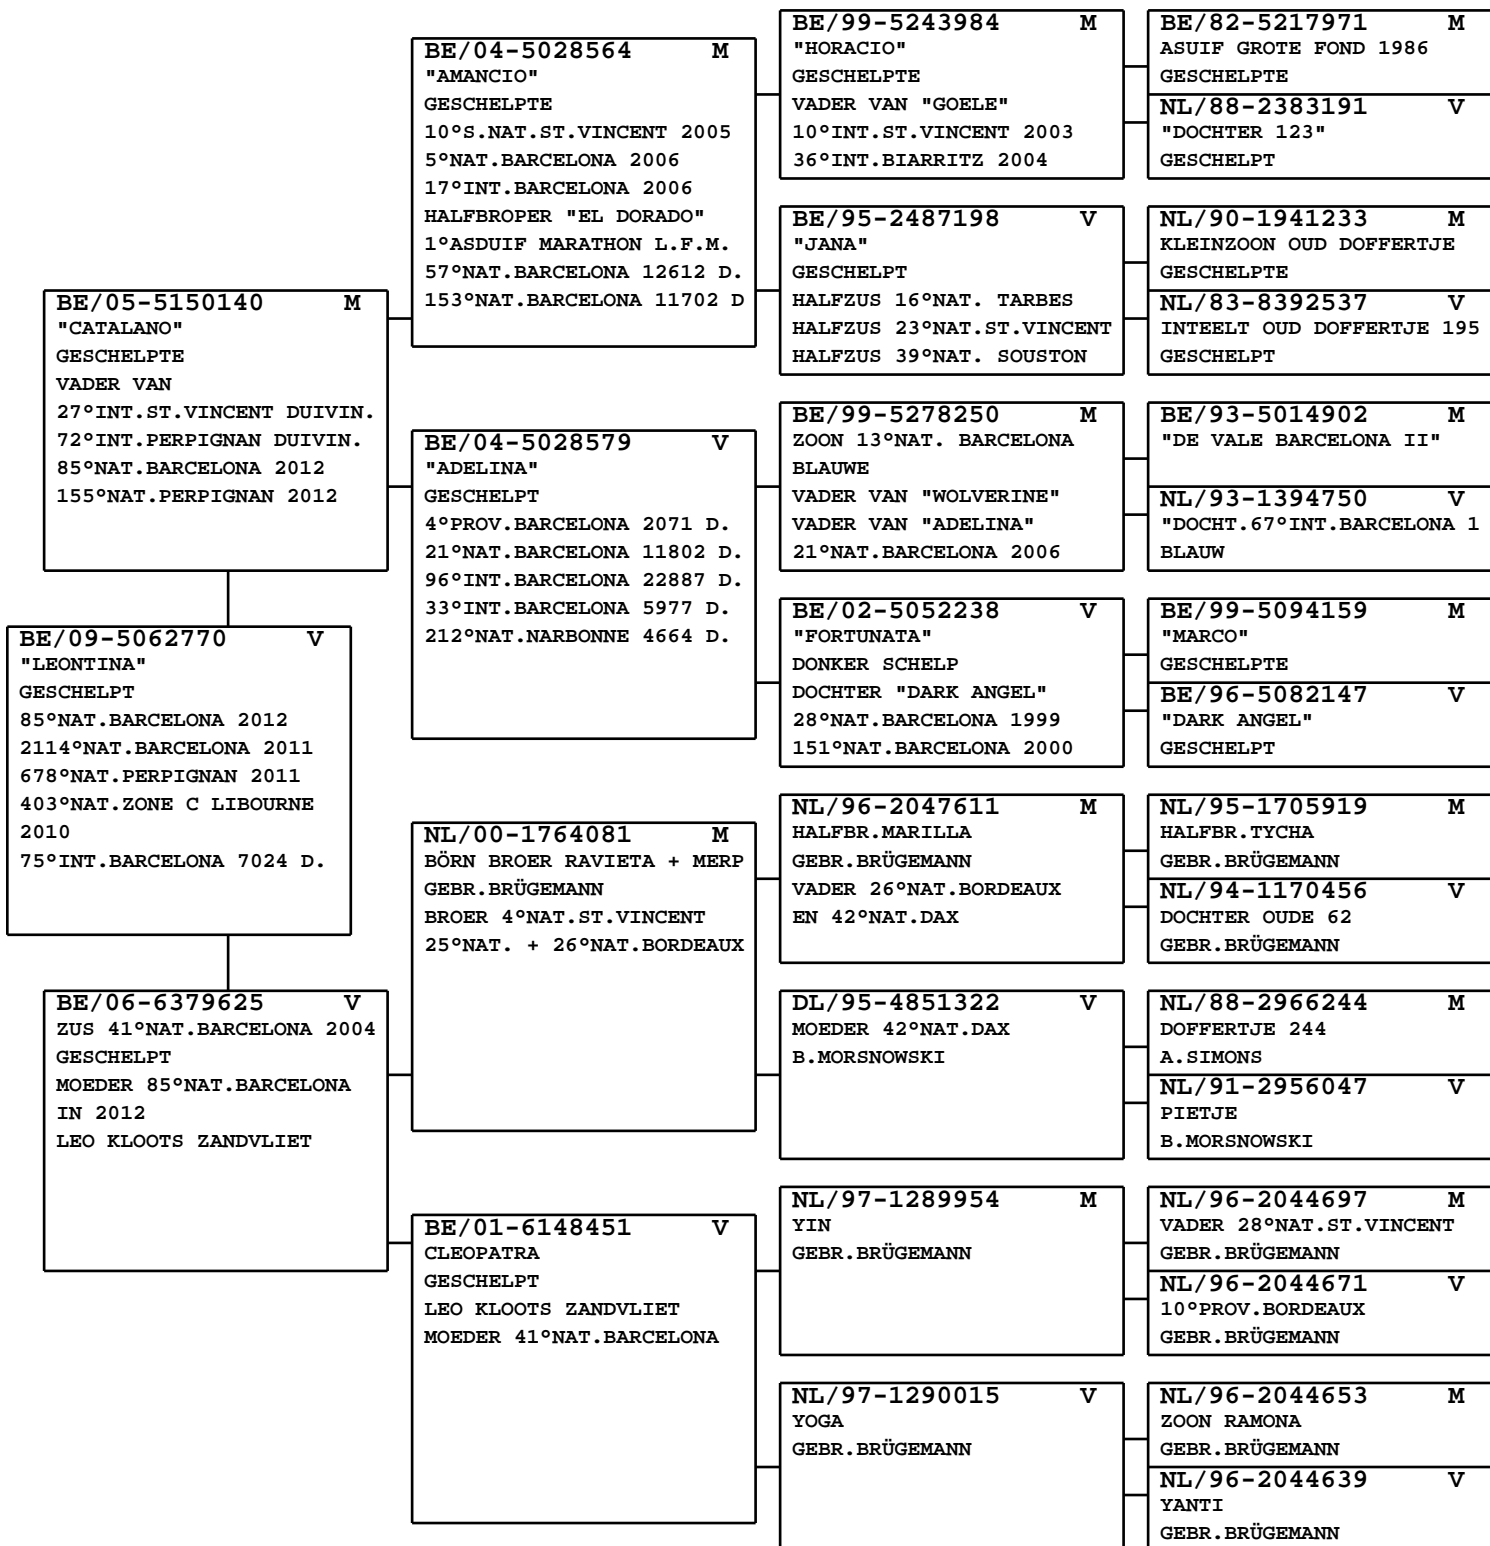 BE/09-5062770 V
"LEONTINA"
GESCHELPT
85°NAT.BARCELONA 2012
2114°NAT.BARCELONA 2011
678°NAT.PERPIGNAN 2011
403°NAT.ZONE C LIBOURNE
2010
75°INT.BARCELONA 7024 D.
BE/05-5150140 M
"CATALANO"
GESCHELPTE
VADER VAN
27°INT.ST.VINCENT DUIVIN.
72°INT.PERPIGNAN DUIVIN.
85°NAT.BARCELONA 2012
155°NAT.PERPIGNAN 2012
BE/06-6379625 V
ZUS 41°NAT.BARCELONA 2004
GESCHELPT
MOEDER 85°NAT.BARCELONA
IN 2012
LEO KLOOTS ZANDVLIET
BE/04-5028564 M
"AMANCIO"
GESCHELPTE
10°S.NAT.ST.VINCENT 2005
5°NAT.BARCELONA 2006
17°INT.BARCELONA 2006
HALFBROPER "EL DORADO"
1°ASDUIF MARATHON L.F.M.
57°NAT.BARCELONA 12612 D.
153°NAT.BARCELONA 11702 D
BE/04-5028579 V
"ADELINA"
GESCHELPT
4°PROV.BARCELONA 2071 D.
21°NAT.BARCELONA 11802 D.
96°INT.BARCELONA 22887 D.
33°INT.BARCELONA 5977 D.
212°NAT.NARBONNE 4664 D.
NL/00-1764081 M
BÖRN BROER RAVIETA + MERP
GEBR.BRÜGEMANN
BROER 4°NAT.ST.VINCENT
25°NAT. + 26°NAT.BORDEAUX
BE/01-6148451 V
CLEOPATRA
GESCHELPT
LEO KLOOTS ZANDVLIET
MOEDER 41°NAT.BARCELONA
BE/99-5243984 M
"HORACIO"
GESCHELPTE
VADER VAN "GOELE"
10°INT.ST.VINCENT 2003
36°INT.BIARRITZ 2004
BE/95-2487198 V
"JANA"
GESCHELPT
HALFZUS 16°NAT. TARBES
HALFZUS 23°NAT.ST.VINCENT
HALFZUS 39°NAT. SOUSTON
BE/99-5278250 M
ZOON 13°NAT. BARCELONA
BLAUWE
VADER VAN "WOLVERINE"
VADER VAN "ADELINA"
21°NAT.BARCELONA 2006
BE/02-5052238 V
"FORTUNATA"
DONKER SCHELP
DOCHTER "DARK ANGEL"
28°NAT.BARCELONA 1999
151°NAT.BARCELONA 2000
NL/96-2047611 M
HALFBR.MARILLA
GEBR.BRÜGEMANN
VADER 26°NAT.BORDEAUX
EN 42°NAT.DAX
DL/95-4851322 V
MOEDER 42°NAT.DAX
B.MORSNOWSKI
NL/97-1289954 M
YIN
GEBR.BRÜGEMANN
NL/97-1290015 V
YOGA
GEBR.BRÜGEMANN
BE/82-5217971 M
ASUIF GROTE FOND 1986
GESCHELPTE
NL/88-2383191 V
"DOCHTER 123"
GESCHELPT
NL/90-1941233 M
KLEINZOON OUD DOFFERTJE
GESCHELPTE
NL/83-8392537 V
INTEELT OUD DOFFERTJE 195
GESCHELPT
BE/93-5014902 M
"DE VALE BARCELONA II"
NL/93-1394750 V
"DOCHT.67°INT.BARCELONA 1
BLAUW
BE/99-5094159 M
"MARCO"
GESCHELPTE
BE/96-5082147 V
"DARK ANGEL"
GESCHELPT
NL/95-1705919 M
HALFBR.TYCHA
GEBR.BRÜGEMANN
NL/94-1170456 V
DOCHTER OUDE 62
GEBR.BRÜGEMANN
NL/88-2966244 M
DOFFERTJE 244
A.SIMONS
NL/91-2956047 V
PIETJE
B.MORSNOWSKI
NL/96-2044697 M
VADER 28°NAT.ST.VINCENT
GEBR.BRÜGEMANN
NL/96-2044671 V
10°PROV.BORDEAUX
GEBR.BRÜGEMANN
NL/96-2044653 M
ZOON RAMONA
GEBR.BRÜGEMANN
NL/96-2044639 V
YANTI
GEBR.BRÜGEMANN